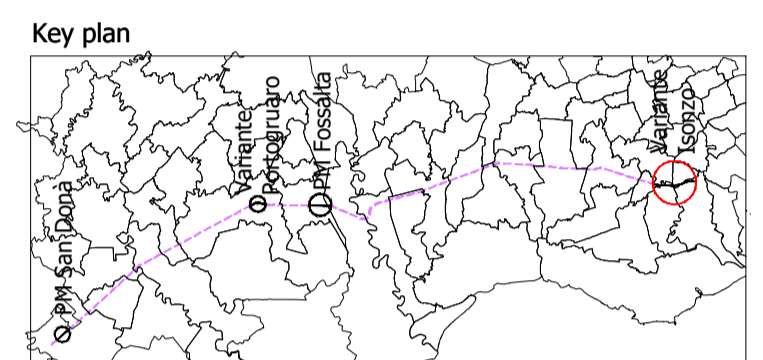 Key plan
PM San Donà
Variante
Portogruaro
PM Fossalta
Variante
Isonzo